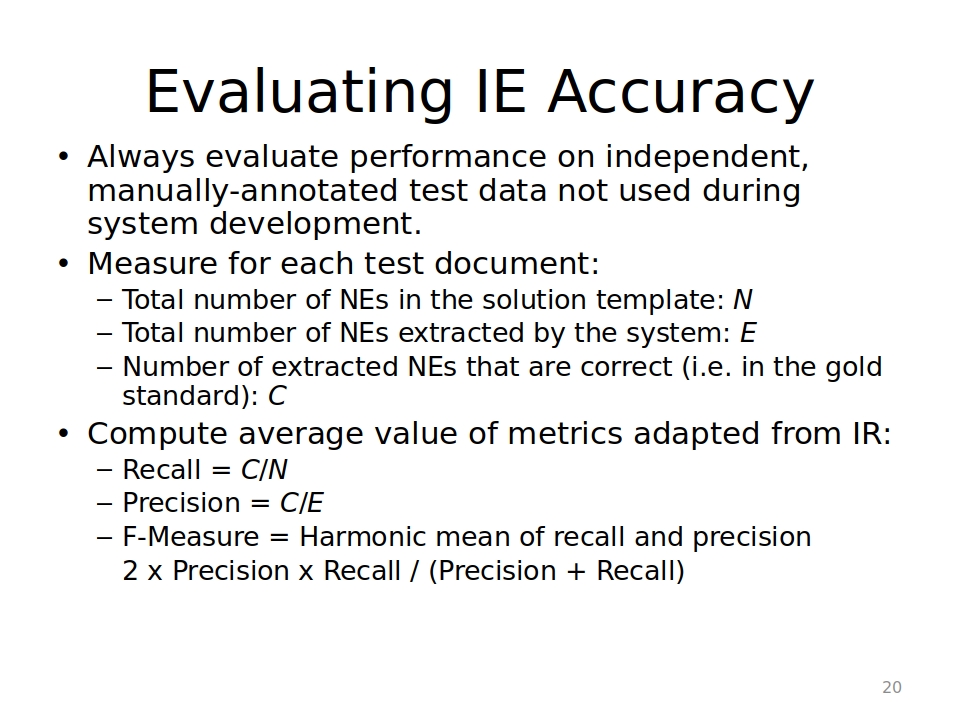 Evaluating IE Accuracy
• Always evaluate performance on independent,
manually-annotated test data not used during
system development.
• Measure for each test document:
– Total number of NEs in the solution template: N
– Total number of NEs extracted by the system: E
– Number of extracted NEs that are correct (i.e. in the gold
standard): C
• Compute average value of metrics adapted from IR:
– Recall = C/N
– Precision = C/E
– F-Measure = Harmonic mean of recall and precision
2 x Precision x Recall / (Precision + Recall)
20